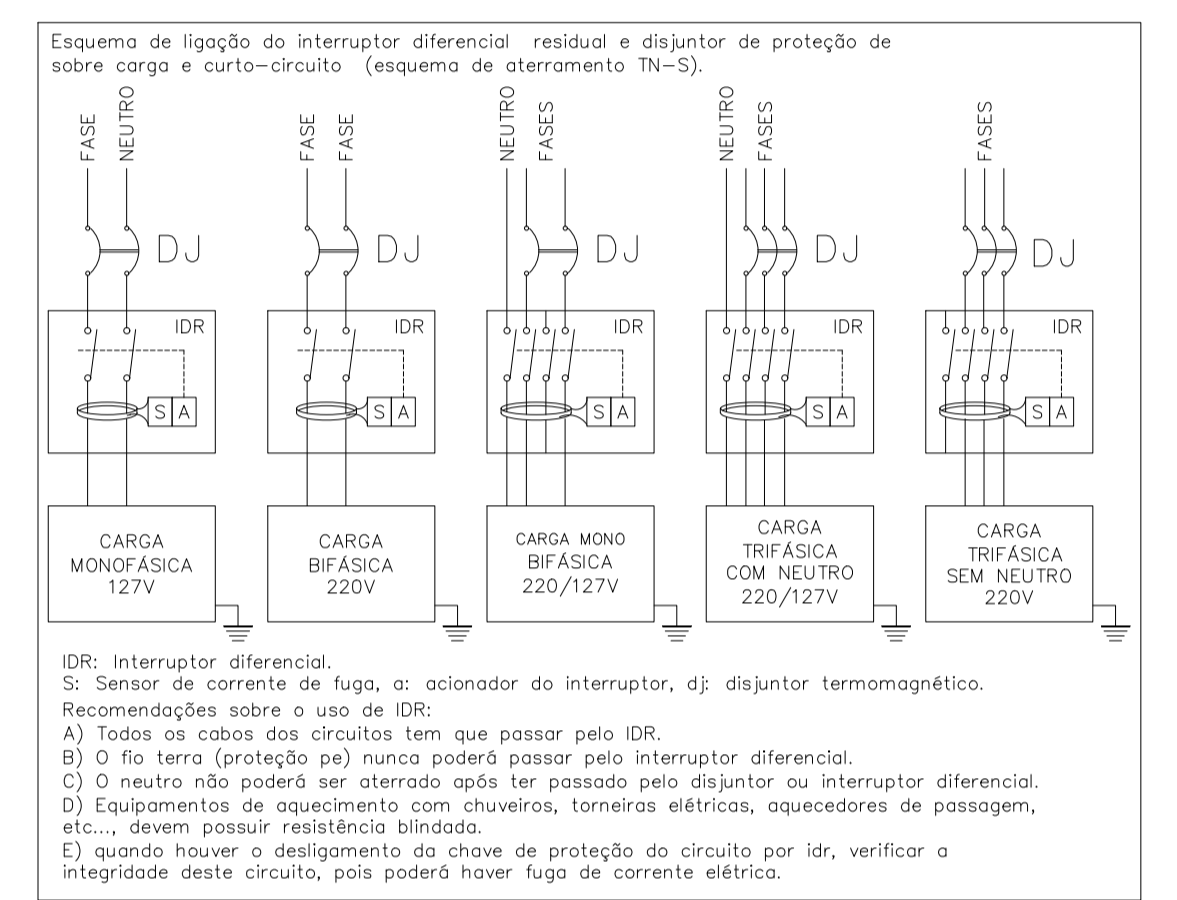 Esquema de ligação do interruptor diferencial residual e disjuntor de proteção de
sobre carga e curto-circuito (esquema de aterramento TN-S).
FASE
NEUTRO
FASE
FASE
NEUTRO
FASES
NEUTRO
FASES
FASES
DJ
DJ
DJ
DJ
DJ
IDR
IDR
IDR
IDR
IDR
S A
S A
S A
S A
S A
CARGA
MONOFÁSICA
127V
CARGA
BIFÁSICA
220V
CARGA MONO
BIFÁSICA
220/127V
CARGA
TRIFÁSICA
COM NEUTRO
220/127V
CARGA
TRIFÁSICA
SEM NEUTRO
220V
IDR: Interruptor diferencial.
S: Sensor de corrente de fuga, a: acionador do interruptor, dj: disjuntor termomagnético.
Recomendações sobre o uso de IDR:
A) Todos os cabos dos circuitos tem que passar pelo IDR.
B) O fio terra (proteção pe) nunca poderá passar pelo interruptor diferencial.
C) O neutro não poderá ser aterrado após ter passado pelo disjuntor ou interruptor diferencial.
D) Equipamentos de aquecimento com chuveiros, torneiras elétricas, aquecedores de passagem,
etc..., devem possuir resistência blindada.
E) quando houver o desligamento da chave de proteção do circuito por idr, verificar a
integridade deste circuito, pois poderá haver fuga de corrente elétrica.